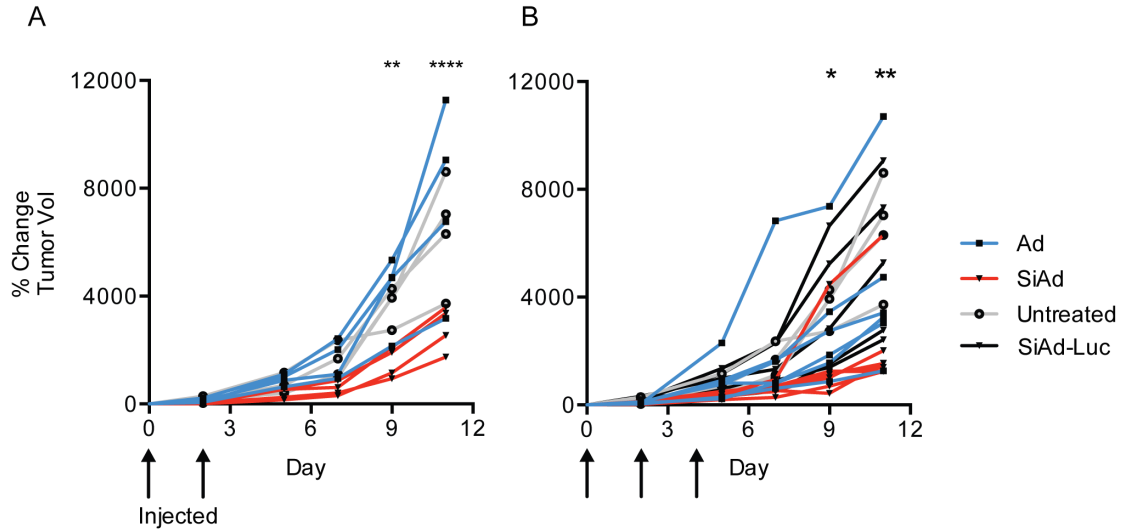 A
B
** ****
* **
12000
8000
4000
0
% Change
Tumor Vol
0 3 6 9 12
Day
Injected
12000
8000
4000
0
0 3 6 9 12
Day
Ad
SiAd
Untreated
SiAd-Luc